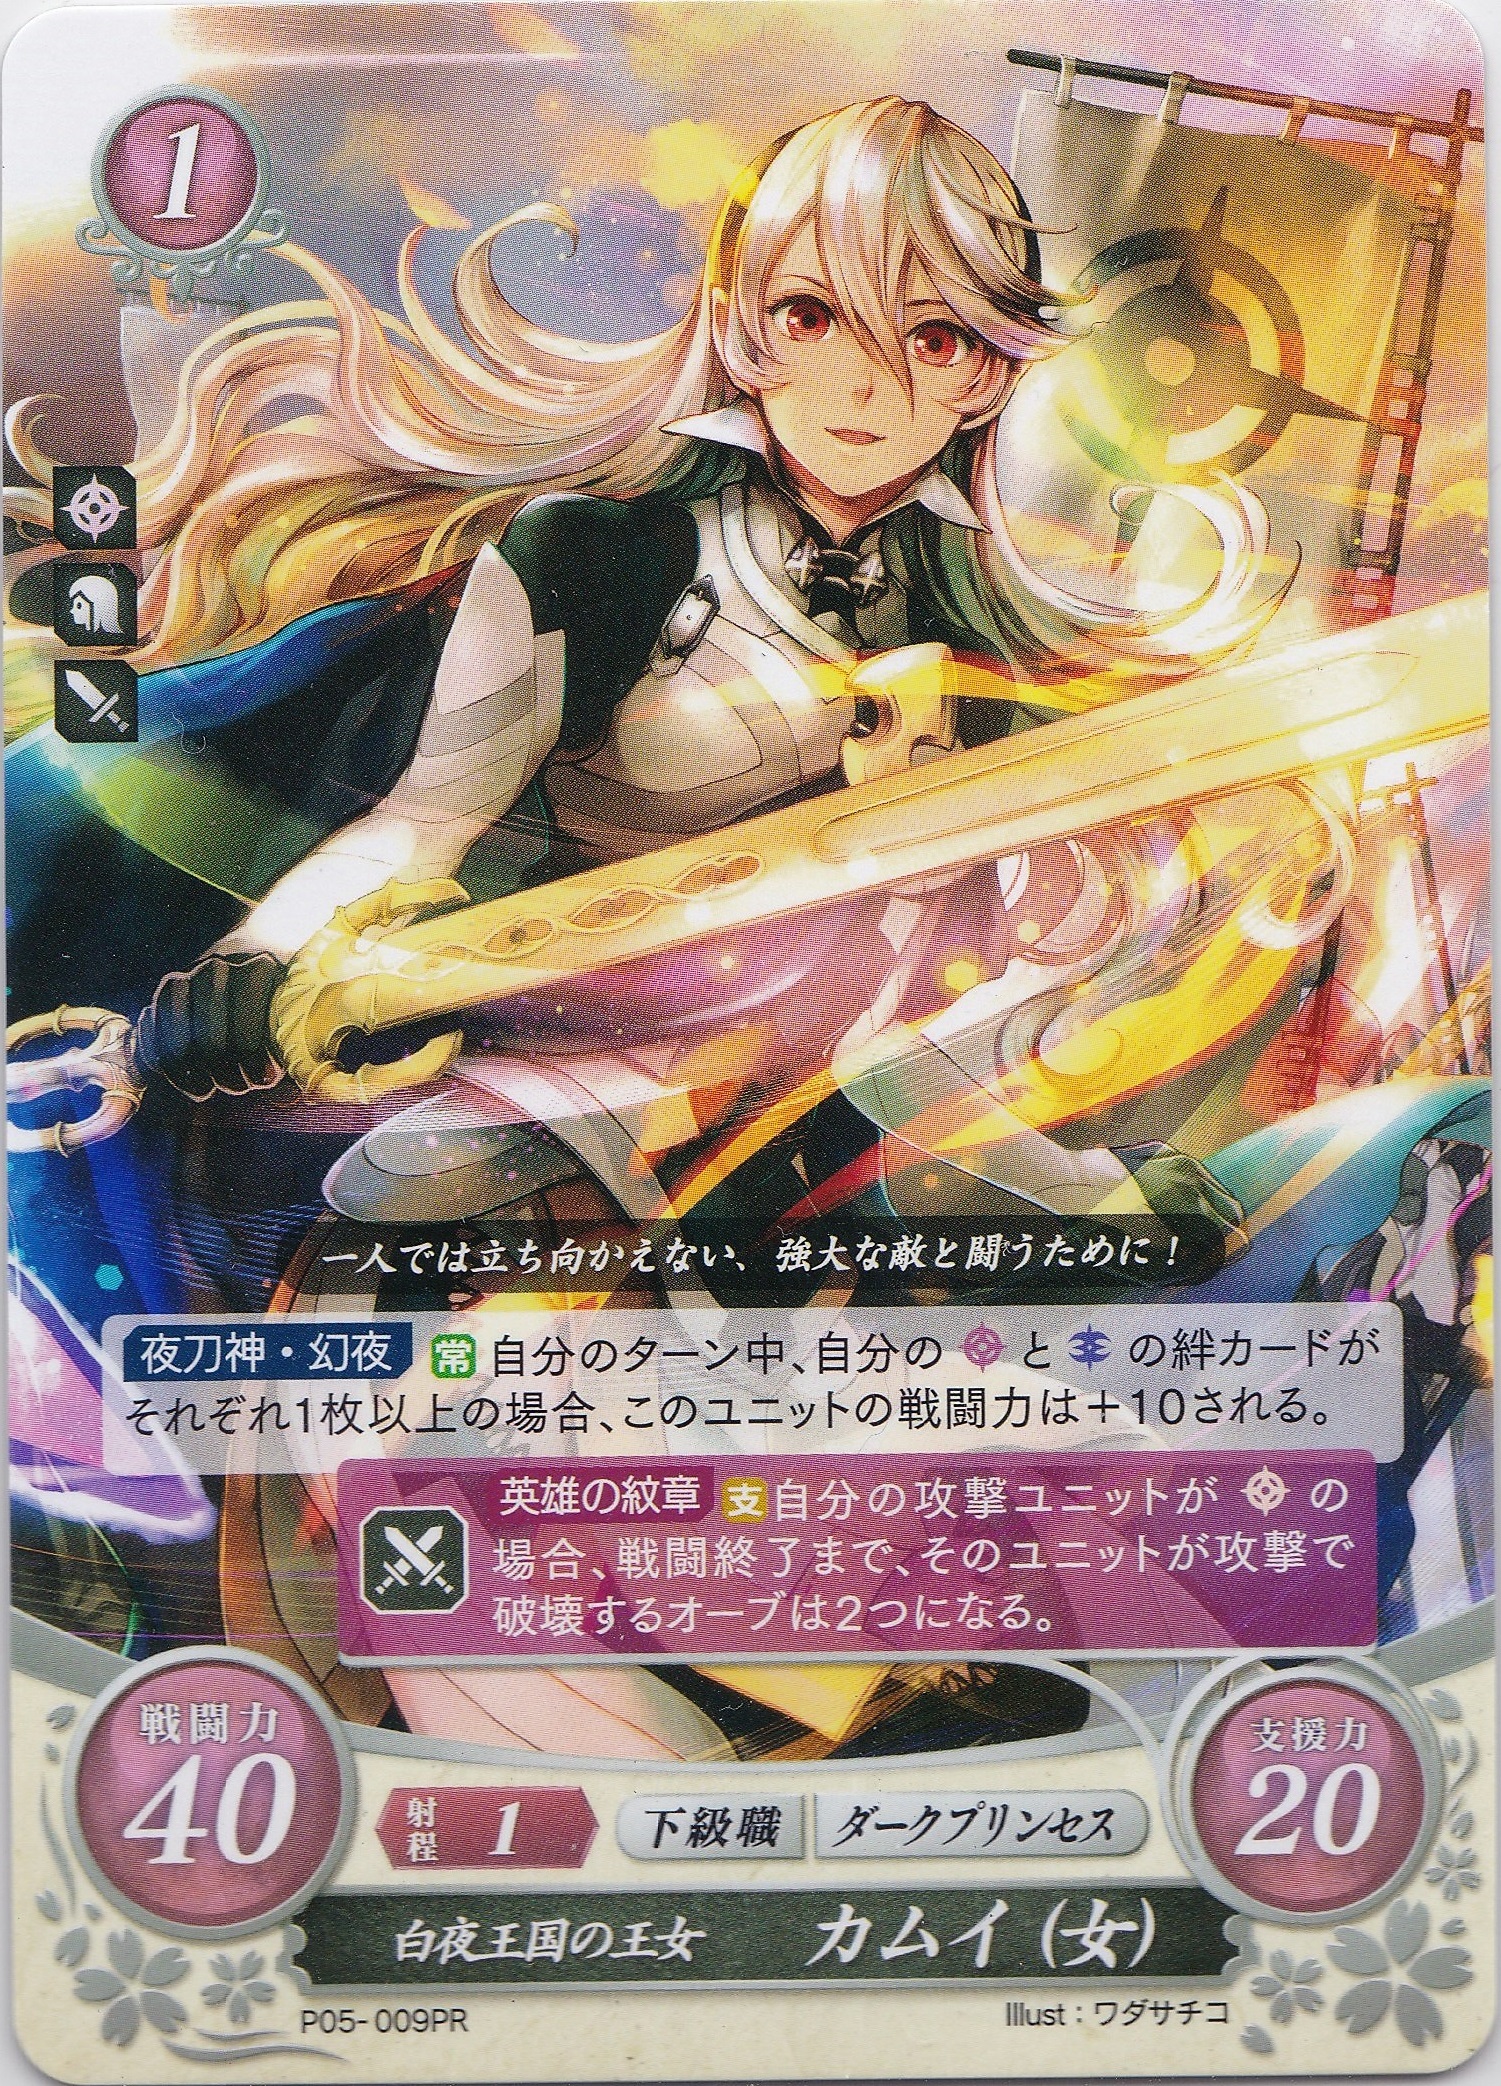 1
一人では立ち向かえない、強大な敵と闘うために！
夜刀神・幻夜 常 自分のターン中、自分の と の絆カードが
それぞれ1枚以上の場合、このユニットの戦闘力は＋10される。
英雄の紋章 支 自分の攻撃ユニットが の
場合、戦闘終了まで、そのユニットが攻撃で
破壊するオーブは2つになる。
戦闘力
40
支援力
20
射程 1 下級職 ダークプリンセス
白夜王国の王女 カムイ（女）
P05-009PR
Illust：ワダサチコ